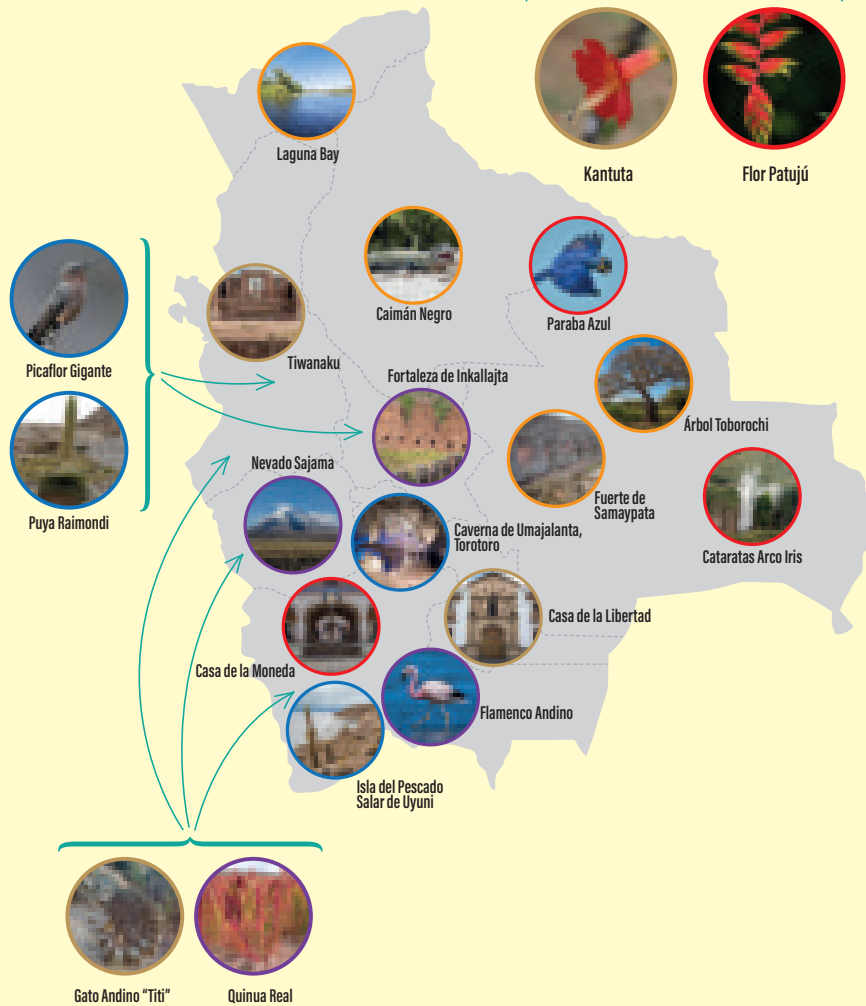 Kantuta
Flor Patujú
Laguna Bay
Caimán Negro
Paraba Azul
Picaflor Gigante
Tiwanaku
Fortaleza de Inkallajta
Árbol Toborochi
Puya Raimondi
Nevado Sajama
Fuerte de
Samaypata
Caverna de Umajalanta,
Torotoro
Cataratas Arco Iris
Casa de la Libertad
Casa de la Moneda
Flamenco Andino
Isla del Pescado
Salar de Uyuni
Gato Andino "Titi"
Quinua Real